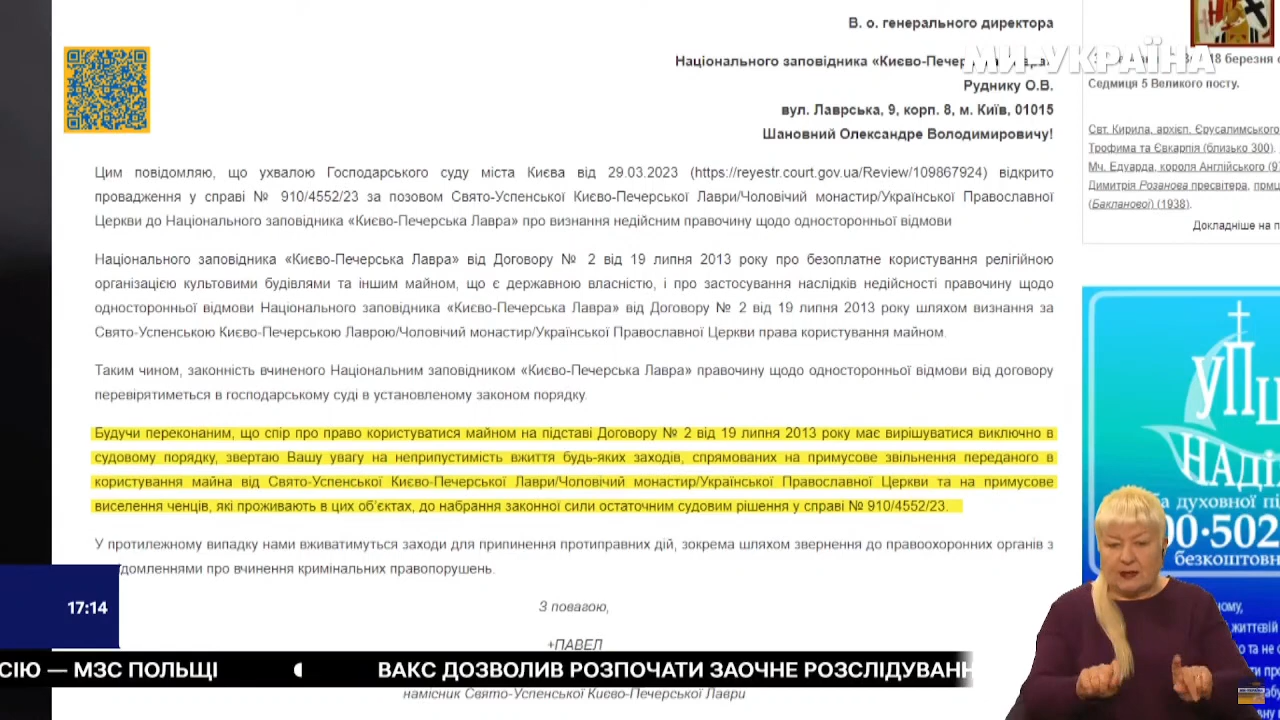 В. о. генерального директора
Національного заповідника «Києво-Печер
Руднику О.В.
вул. Лаврська, 9, корп. 8, м. Київ, 01015
Шановний Олександре Володимировичу!
Цим повідомляю, що ухвалою Господарського суду міста Києва від 29.03.2023 (https://reyestr.court.gov.ua/Review/109867924) відкрито
провадження у справі № 910/4552/23 за позовом Свято-Успенської Києво-Печерської Лаври/Чоловічий монастир/Української Православної
Церкви до Національного заповідника «Києво-Печерська Лавра» про визнання недійсним правочину щодо односторонньої відмови
Національного заповідника «Києво-Печерська Лавра» від Договору № 2 від 19 липня 2013 року про безоплатне користування релігійною
організацією культовими будівлями та іншим майном, що є державною власністю, і про застосування наслідків недійсності правочину щодо
односторонньої відмови Національного заповідника «Києво-Печерська Лавра» від Договору № 2 від 19 липня 2013 року шляхом визнання за
Свято-Успенською Києво-Печерською Лаврою/Чоловічий монастир/Української Православної Церкви права користування майном.
Таким чином, законність вчиненого Національним заповідником «Києво-Печерська Лавра» правочину щодо односторонньої відмови від договору
перевірятиметься в господарському суді в установленому законом порядку.
Будучи переконаним, що спір про право користуватися майном на підставі Договору № 2 від 19 липня 2013 року має вирішуватися виключно в
судовому порядку, звертаю Вашу увагу на неприпустимість вжиття будь-яких заходів, спрямованих на примусове звільнення переданого в
користування майна від Свято-Успенської Києво-Печерської Лаври/Чоловічий монастир/Української Православної Церкви та на примусове
виселення ченців, які проживають в цих об'єктах, до набрання законної сили остаточним судовим рішення у справі № 910/4552/23.
У протилежному випадку нами вживатимуться заходи для припинення протиправних дій, зокрема шляхом звернення до правоохоронних органів з
домленнями про вчинення кримінальних правопорушень.
З повагою,
+ПАВЕЛ
намісник Свято-Успенської Києво-Печерської Лаври
МИ-УКРАЇНА
18 березня
Седмиця 5 Великого посту.
Свт. Кирила, архієп. Єрусалимського
Трофима та Євкарпія (близько 300).
Мч. Едуарда, короля Англійського
Димітрія Розанова пресвітера, прмц
(Бакланової) (1938).
Докладніше на п
УПЦ
НАДІ
а духовної пі
00·502
безкоштовн
ному,
життєвій
17:14
СІЮ — МЗС ПОЛЬЩІ
ВАКС ДОЗВОЛИВ РОЗПОЧАТИ ЗАОЧНЕ РОЗСЛІДУВАНН